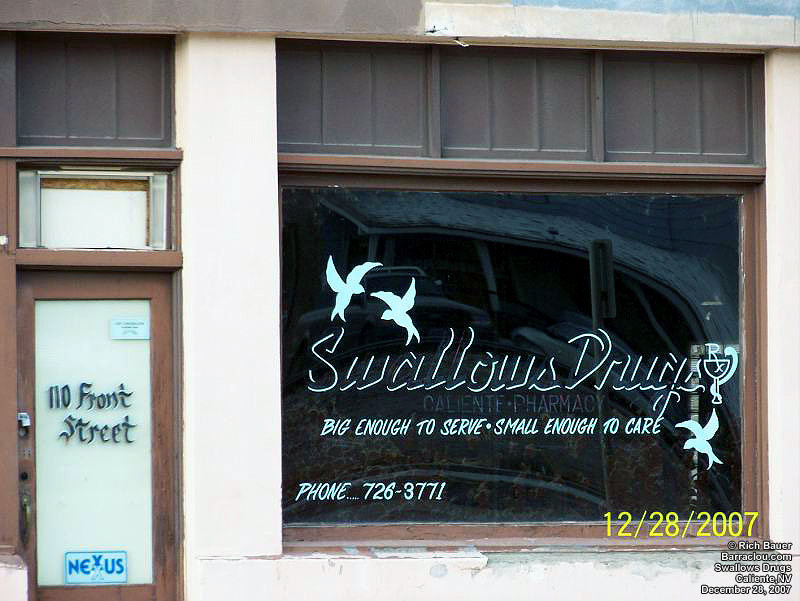 110 Front
Street
NEXUS
Swallows Drugs
Rx
CALIENTE • PHARMACY
BIG ENOUGH TO SERVE • SMALL ENOUGH TO CARE
PHONE..... 726-3771
12/28/2007
© Rich Bauer
Barraclou.com
Swallows Drugs
Caliente,NV
December 28, 2007